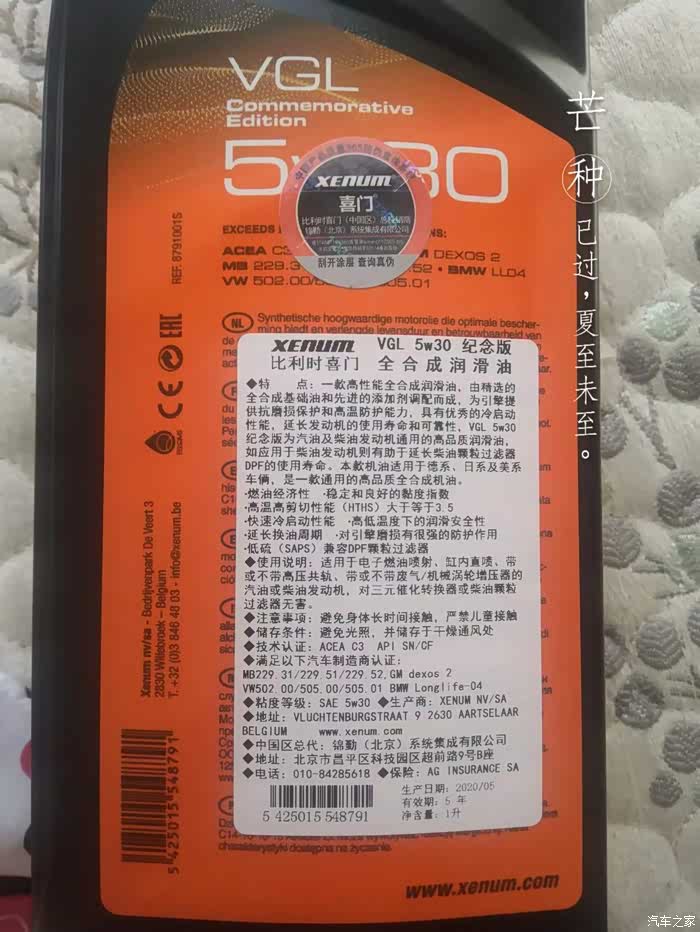 VGL
Commemorative
Edition
5w30
XENUM
喜门
比利时喜门（中国区）总经销商
锦勤（北京）系统集成有限公司
刮开涂层 查询真伪
ACEA C3
DEXOS 2
MB 229.3
BMW LL04
VW 502.00/
REF. 8791001S
NL
Synthetische hoogwaardige motorolie die optimale bescher-
ming biedt en verlengde levensduur en betrouwbaarheid van
XENUM VGL 5w30 纪念版
比利时喜门 全合成润滑油
◆特 点：一款高性能全合成润滑油，由精选的
全合成基础油和先进的添加剂调配而成，为引擎提
供抗磨损保护和高温防护能力，具有优秀的冷启动
性能，延长发动机的使用寿命和可靠性，VGL 5w30
纪念版为汽油及柴油发动机通用的高品质润滑油，
如应用于柴油发动机则有助于延长柴油颗粒过滤器
DPF的使用寿命。本款机油适用于德系、日系及美系
车俩，是一款通用的高品质全合成机油。
·燃油经济性 ·稳定和良好的黏度指数
·高温高剪切性能（HTHS）大于等于3.5
·快速冷启动性能 ·高低温度下的润滑安全性
·延长换油周期 ·对引擎磨损有很强的防护作用
·低硫（SAPS）兼容DPF颗粒过滤器
◆使用说明：适用于电子燃油喷射、缸内直喷、带
或不带高压共轨、带或不带废气/机械涡轮增压器的
汽油或柴油发动机，对三元催化转换器或柴油颗粒
过滤器无害。
◆注意事项：避免身体长时间接触，严禁儿童接触
◆储存条件：避免光照，并储存于干燥通风处
◆技术认证：ACEA C3 API SN/CF
◆满足以下汽车制造商认证：
MB229.31/229.51/229.52,GM dexos 2
VW502.00/505.00/505.01 BMW Longlife-04
◆粘度等级：SAE 5w30 ◆生产商：XENUM NV/SA
◆地址：VLUCHTENBURGSTRAAT 9 2630 AARTSELAAR
BELGIUM www.xenum.com
◆中国区总代：锦勤（北京）系统集成有限公司
◆地址：北京市昌平区科技园区超前路9号B座
◆电话：010-84285618 ◆保险：AG INSURANCE SA
生产日期：2020/05
有效期：5 年
净含量：1升
5 425015 548791
Xenum nv/sa - Bedrijvenpark De Veert 3
2830 Willebroek – Belgium
T. +32 (0)3 846 48 03 - info@xenum.be
5 425015 548791
charakterystyki dostępna na życzenie.
www.xenum.com
芒
种
已过，夏至未至。
汽车之家